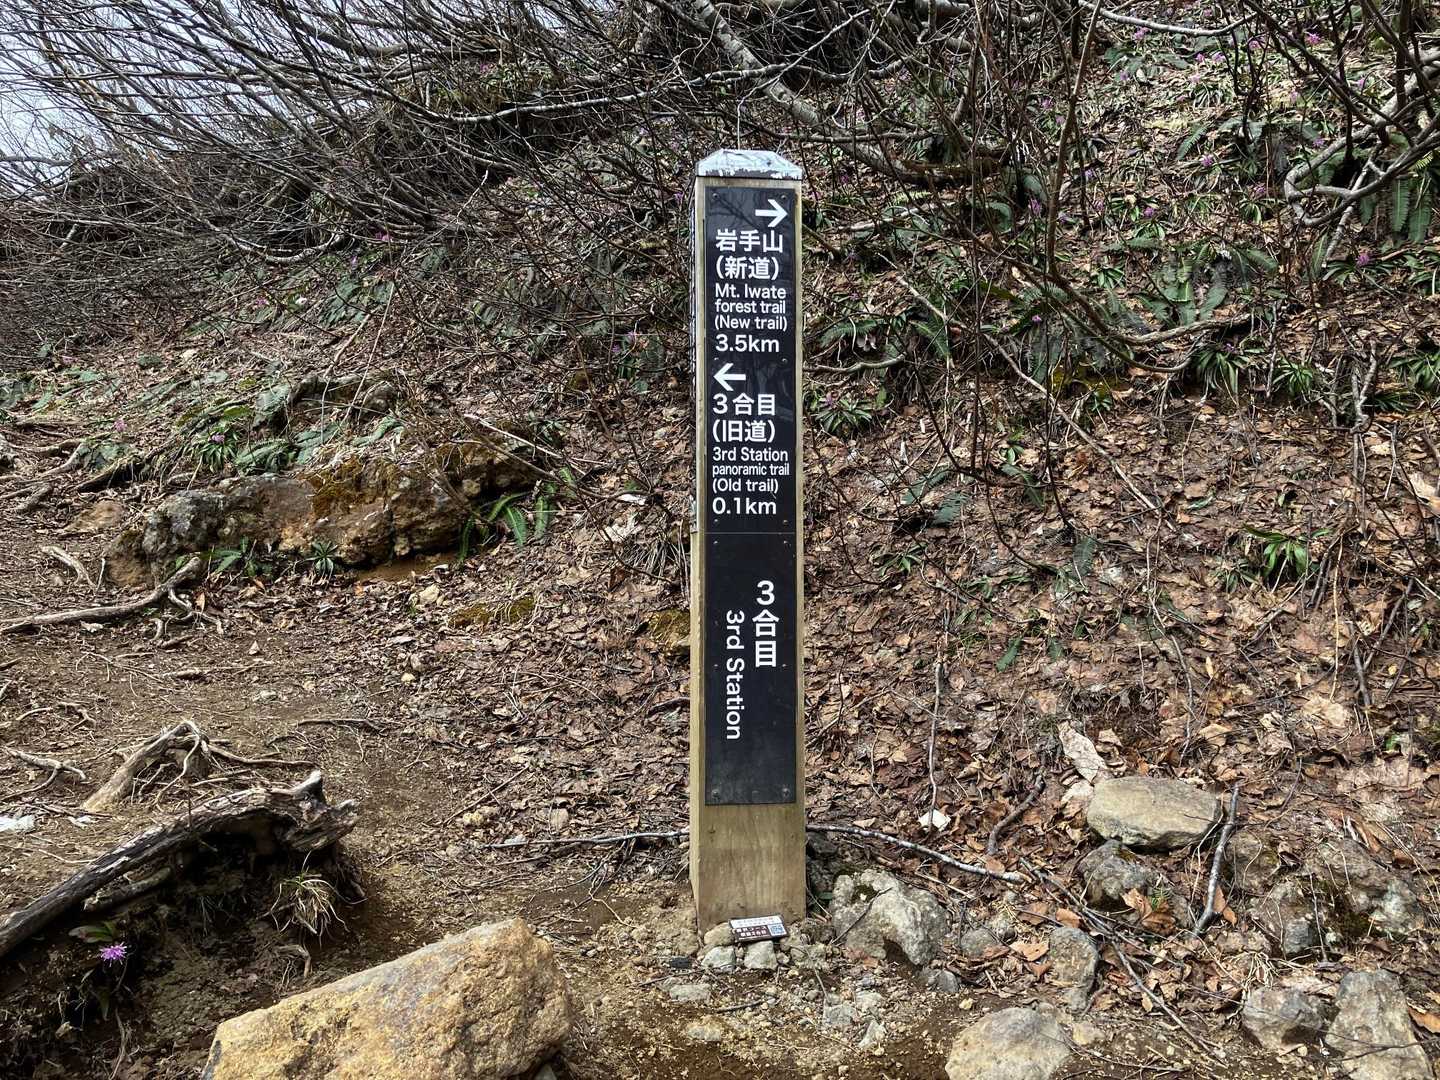 →
岩手山
(新道)
Mt. Iwate
forest trail
(New trail)
3.5km
←
3合目
(旧道)
3rd Station
panoramic trail
(Old trail)
0.1km
3合目
3rd Station